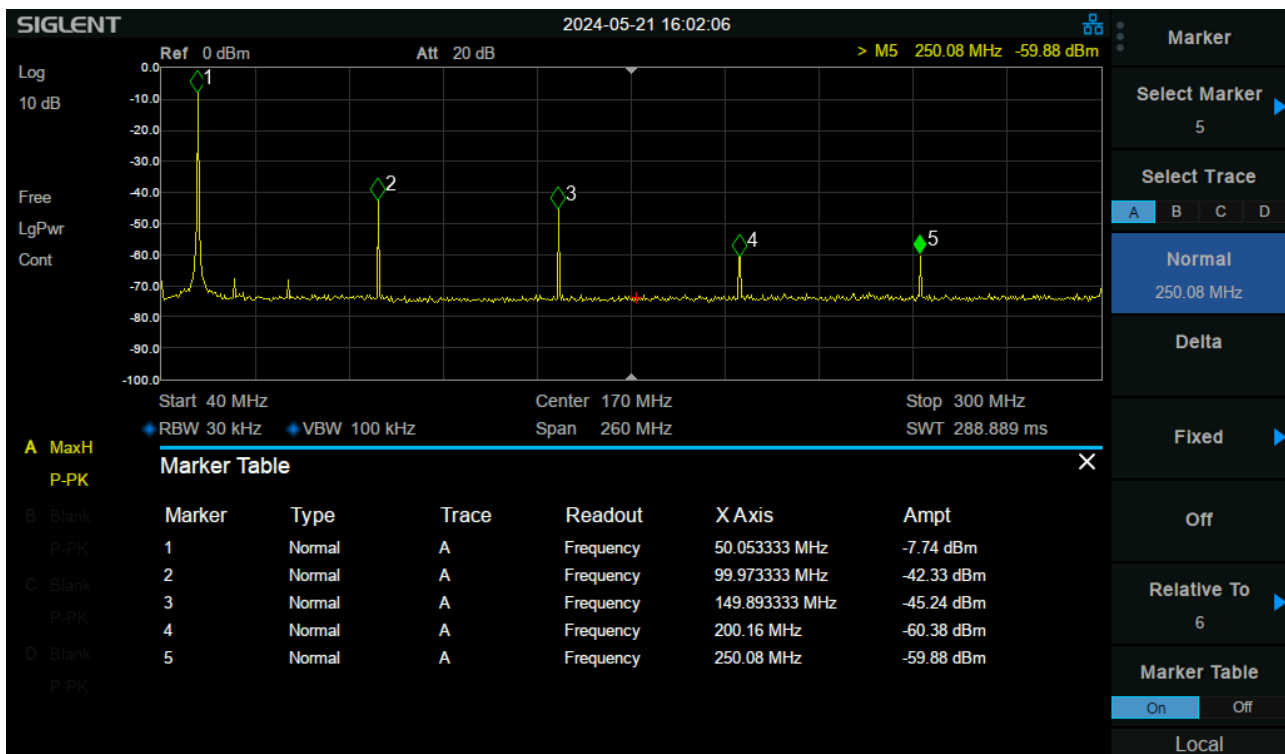 SIGLENT 2024-05-21 16:02:06
Ref 0 dBm Att 20 dB > M5 250.08 MHz -59.88 dBm
Log
10 dB
Free
LgPwr
Cont
0.0
-10.0
-20.0
-30.0
-40.0
-50.0
-60.0
-70.0
-80.0
-90.0
-100.0
1
2
3
4
5
Start 40 MHz Center 170 MHz Stop 300 MHz
RBW 30 kHz VBW 100 kHz Span 260 MHz SWT 288.889 ms
A MaxH
P-PK
B Blank
P-PK
C Blank
P-PK
D Blank
P-PK
Marker Table
Marker Type Trace Readout X Axis Ampt
1 Normal A Frequency 50.053333 MHz -7.74 dBm
2 Normal A Frequency 99.973333 MHz -42.33 dBm
3 Normal A Frequency 149.893333 MHz -45.24 dBm
4 Normal A Frequency 200.16 MHz -60.38 dBm
5 Normal A Frequency 250.08 MHz -59.88 dBm
Marker
Select Marker
5
Select Trace
A B C D
Normal
250.08 MHz
Delta
Fixed
Off
Relative To
6
Marker Table
On Off
Local